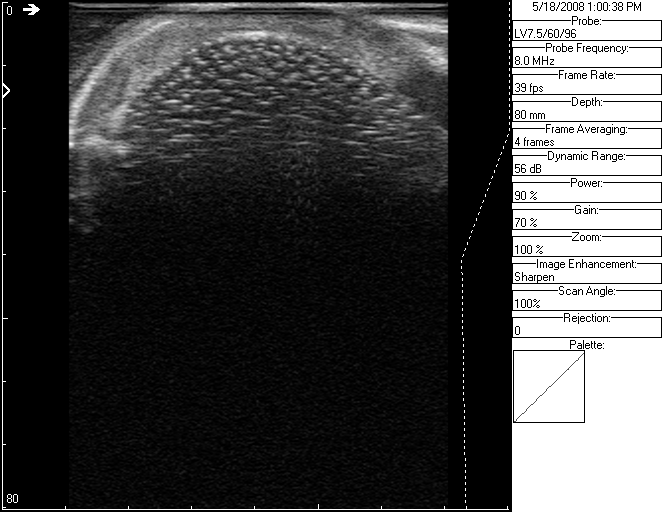 0
80
5/18/2008 1:00:38 PM
Probe:
LV7.5/60/96
Probe Frequency:
8.0 MHz
Frame Rate:
39 fps
Depth:
80 mm
Frame Averaging:
4 frames
Dynamic Range:
56 dB
Power:
90 %
Gain:
70 %
Zoom:
100 %
Image Enhancement:
Sharpen
Scan Angle:
100%
Rejection:
0
Palette: